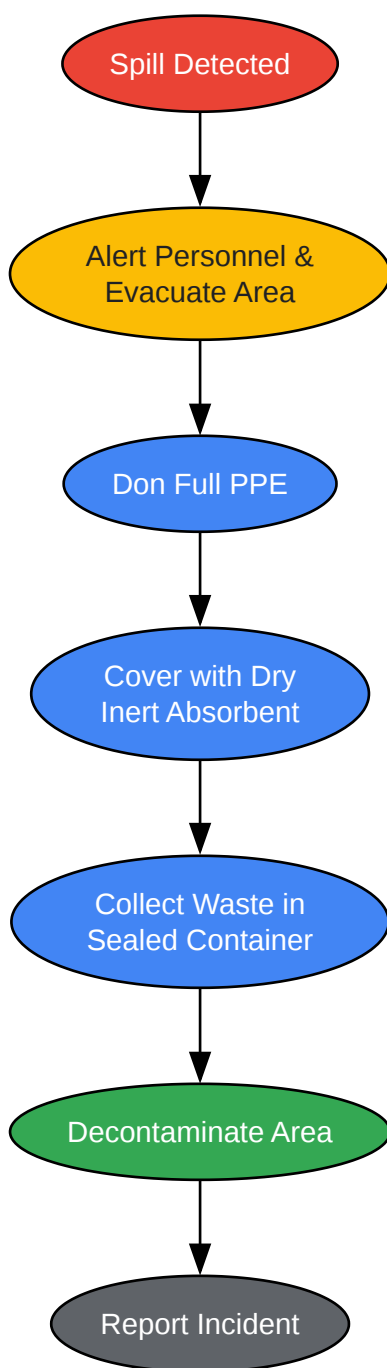 Spill Detected
Alert Personnel &
Evacuate Area
Don Full PPE
Cover with Dry
Inert Absorbent
Collect Waste in
Sealed Container
Decontaminate Area
Report Incident